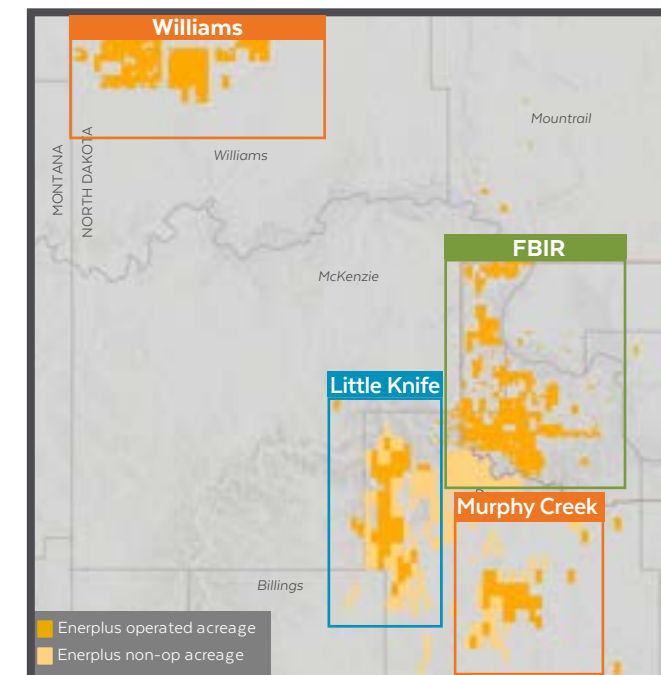 Williams
Mountrail
MONTANA
NORTH DAKOTA
Williams
FBIR
McKenzie
Little Knife
Murphy Creek
Billings
Enerplus operated acreage
Enerplus non-op acreage